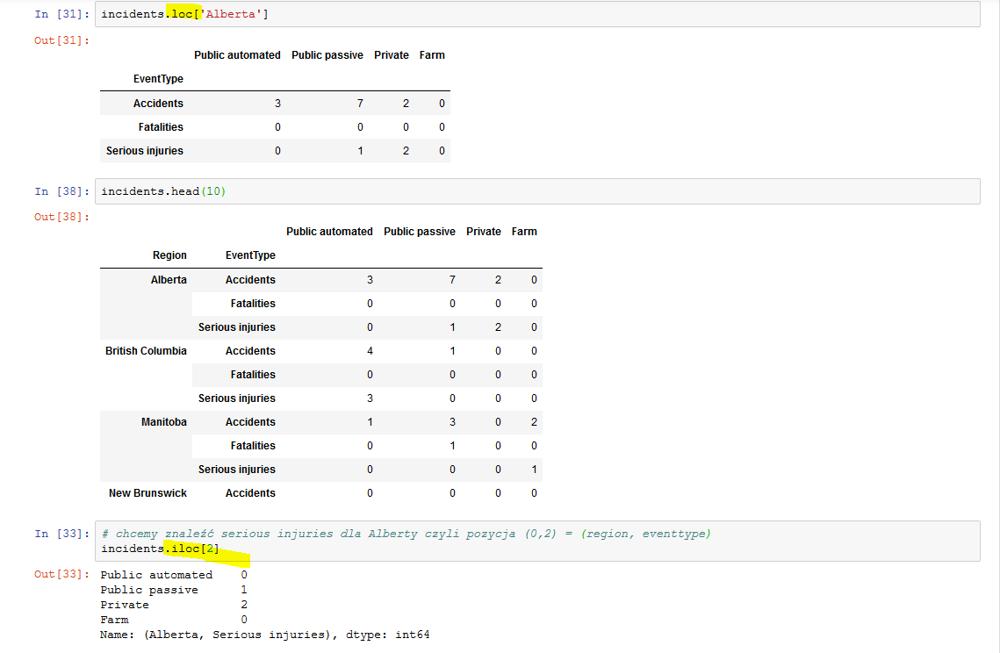 In [31]: incidents.loc['Alberta']
Out[31]:
Public automated Public passive Private Farm
EventType
Accidents 3 7 2 0
Fatalities 0 0 0 0
Serious injuries 0 1 2 0
In [38]: incidents.head(10)
Out[38]:
Public automated Public passive Private Farm
Region EventType
Alberta Accidents 3 7 2 0
Fatalities 0 0 0 0
Serious injuries 0 1 2 0
British Columbia Accidents 4 1 0 0
Fatalities 0 0 0 0
Serious injuries 3 0 0 0
Manitoba Accidents 1 3 0 2
Fatalities 0 1 0 0
Serious injuries 0 0 0 1
New Brunswick Accidents 0 0 0 0
In [33]: # chcemy znaleźć serious injuries dla Alberty czyli pozycja (0,2) = (region, eventtype)
incidents.iloc[2]
Out[33]: Public automated 0
Public passive 1
Private 2
Farm 0
Name: (Alberta, Serious injuries), dtype: int64